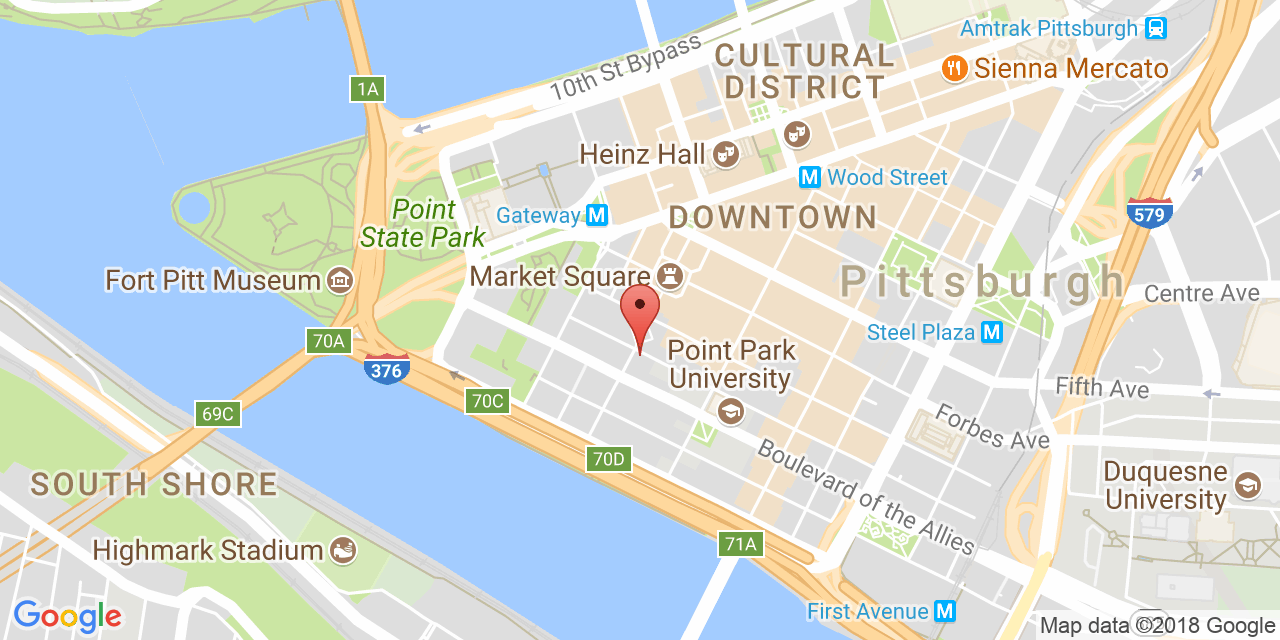 Amtrak Pittsburgh
CULTURAL
DISTRICT
Sienna Mercato
10th St Bypass
1A
Heinz Hall
M Wood Street
Point
State Park
Gateway M
DOWNTOWN
579
Fort Pitt Museum
Market Square
Pittsburgh
Centre Ave
70A
Steel Plaza M
376
Point Park
University
70C
Fifth Ave
69C
Forbes Ave
70D
Boulevard of the Allies
Duquesne
University
SOUTH SHORE
Highmark Stadium
71A
First Avenue M
Google
Map data ©2018 Google